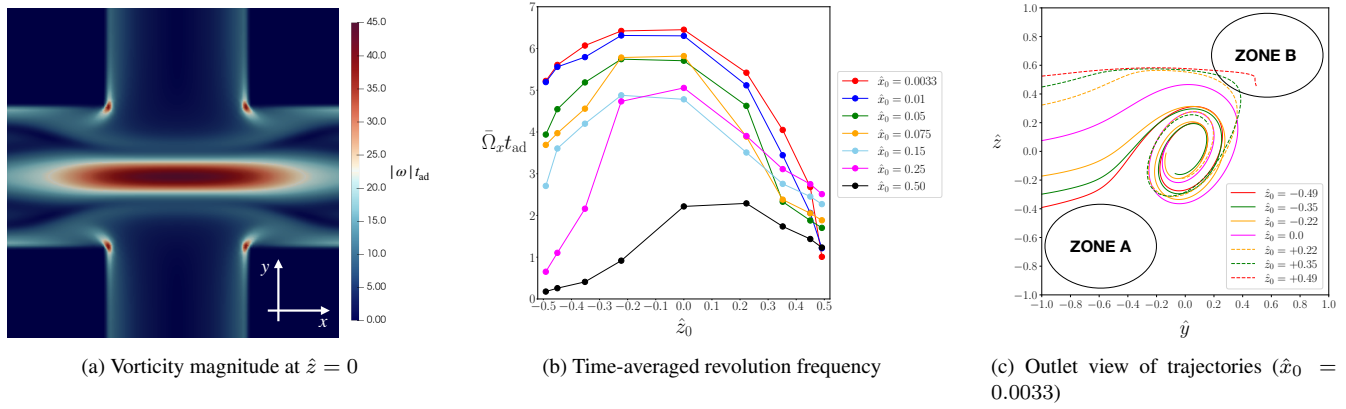 45.0
40.0
35.0
30.0
25.0
|ω| t_ad
20.0
15.0
10.0
5.00
0.00
y
x
(a) Vorticity magnitude at ẑ = 0
7
6
5
4
3
2
1
0
Ω̄_x t_ad
-0.5 -0.4 -0.3 -0.2 -0.1 0.0 0.1 0.2 0.3 0.4 0.5
ẑ_0
x̂_0 = 0.0033
x̂_0 = 0.01
x̂_0 = 0.05
x̂_0 = 0.075
x̂_0 = 0.15
x̂_0 = 0.25
x̂_0 = 0.50
(b) Time-averaged revolution frequency
1.0
0.8
0.6
0.4
0.2
0.0
−0.2
−0.4
−0.6
−0.8
−1.0
ẑ
ZONE B
ZONE A
ẑ_0 = −0.49
ẑ_0 = −0.35
ẑ_0 = −0.22
ẑ_0 = 0.0
ẑ_0 = +0.22
ẑ_0 = +0.35
ẑ_0 = +0.49
−1.0 −0.8 −0.6 −0.4 −0.2 0.0 0.2 0.4 0.6 0.8 1.0
ŷ
(c) Outlet view of trajectories (x̂_0 =
0.0033)